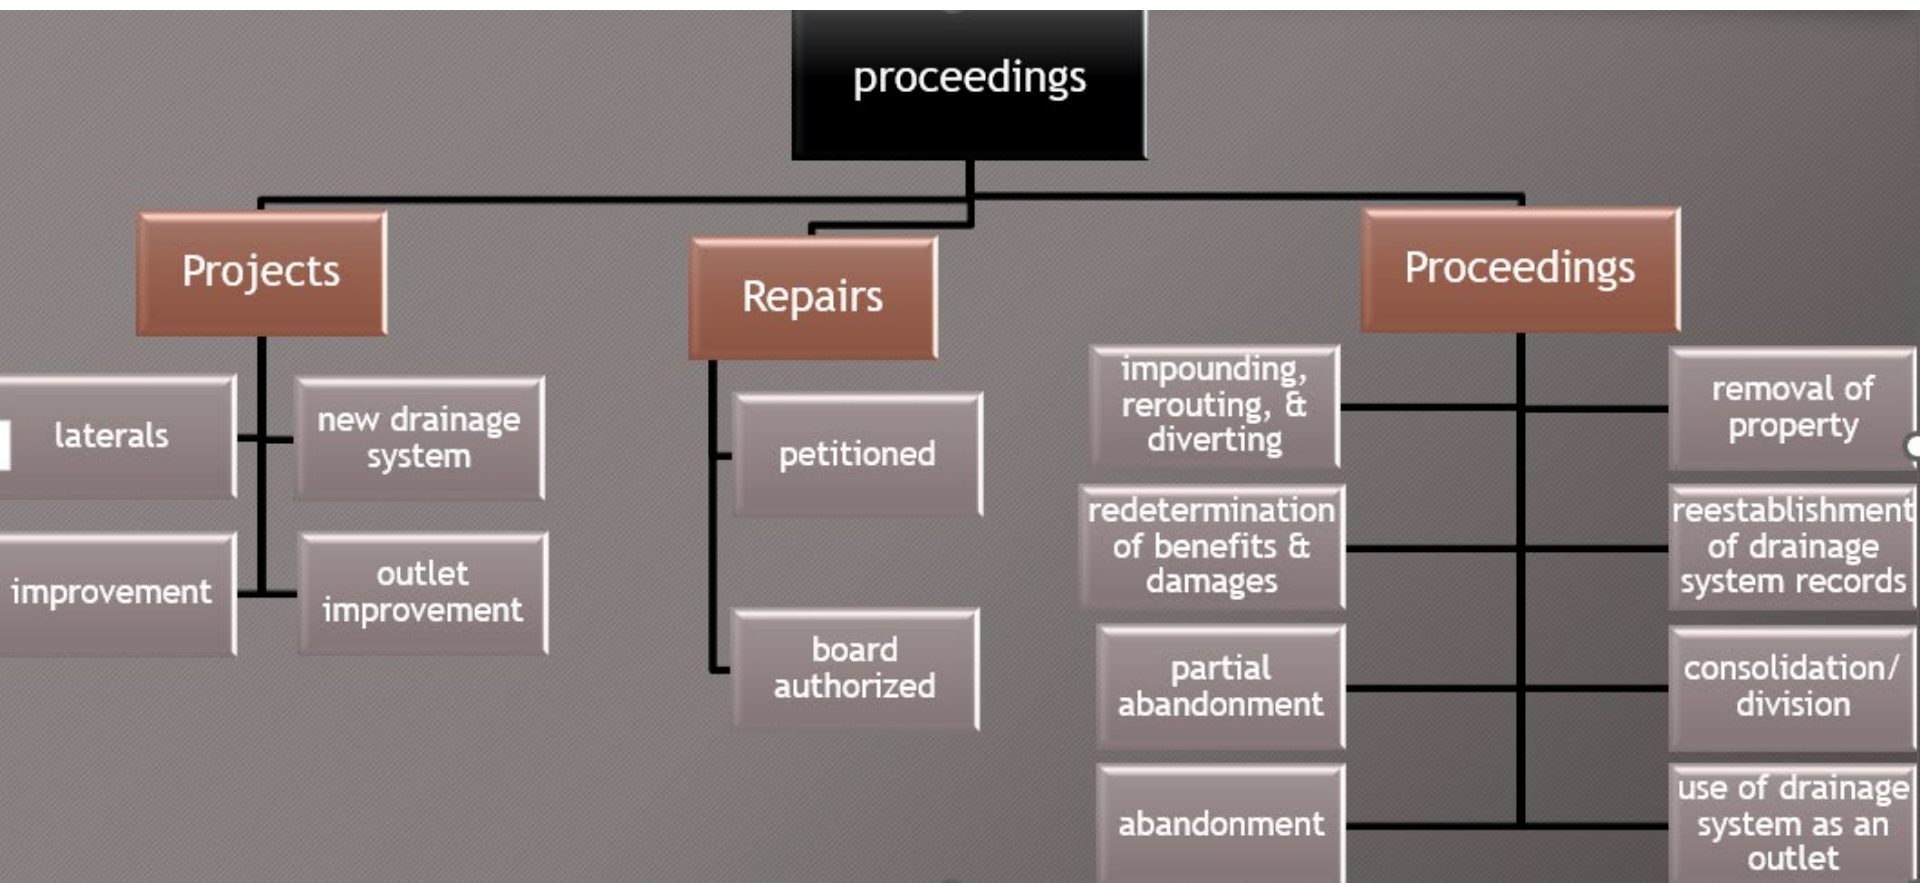 proceedings
Projects
Repairs
Proceedings
laterals
new drainage
system
improvement
outlet
improvement
petitioned
board
authorized
impounding,
rerouting, &
diverting
removal of
property
redetermination
of benefits &
damages
reestablishment
of drainage
system records
partial
abandonment
consolidation/
division
abandonment
use of drainage
system as an
outlet